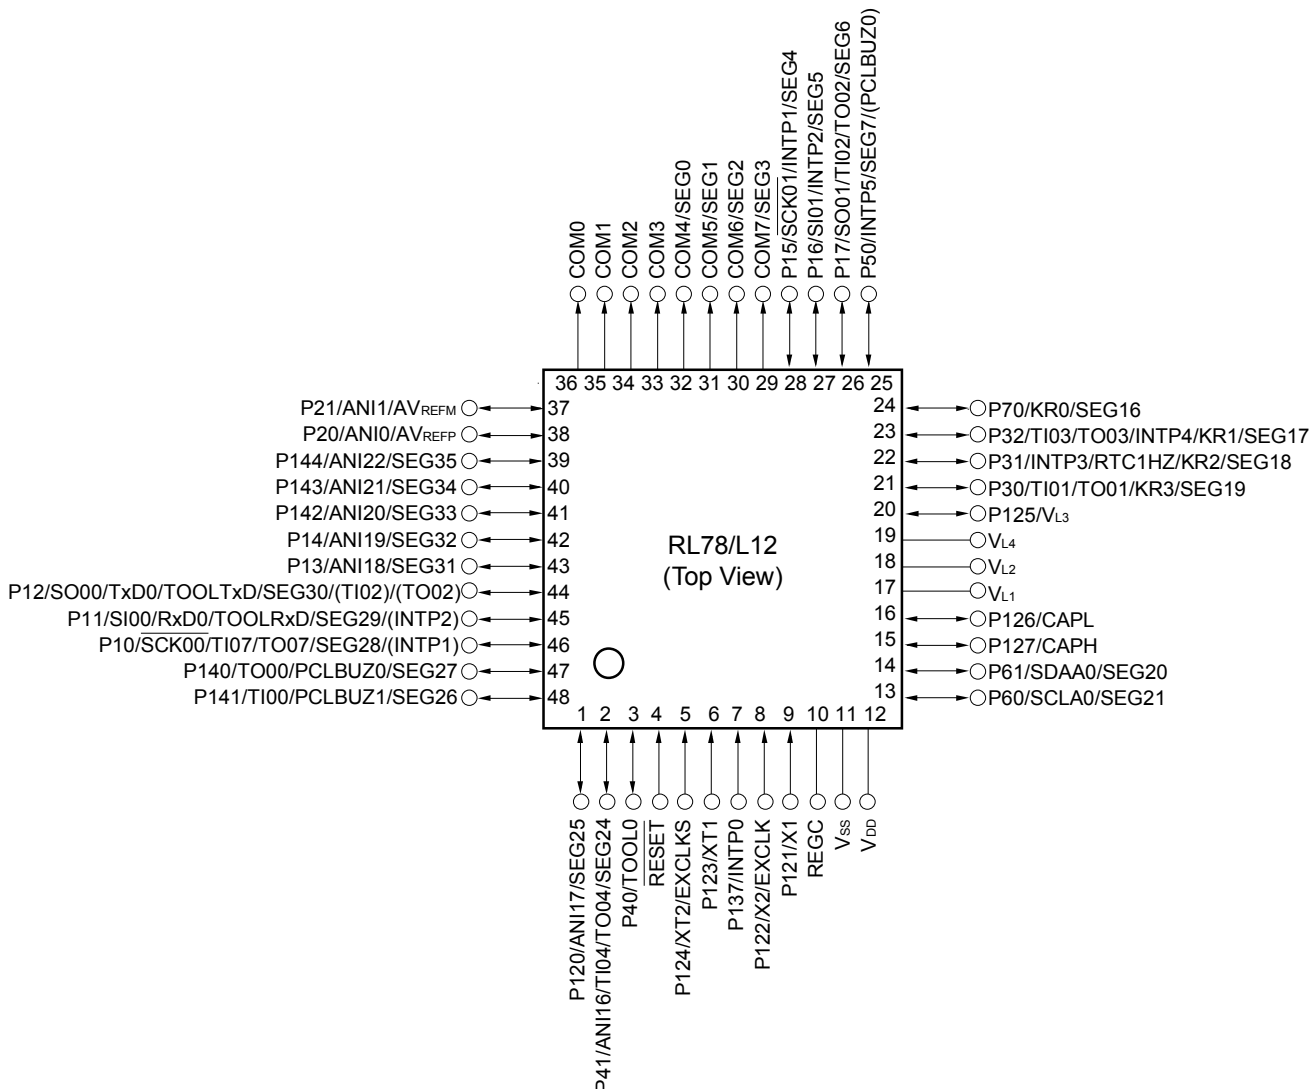 COM0
COM1
COM2
COM3
COM4/SEG0
COM5/SEG1
COM6/SEG2
COM7/SEG3
P15/SCK01/INTP1/SEG4
P16/SI01/INTP2/SEG5
P17/SO01/TI02/TO02/SEG6
P50/INTP5/SEG7/(PCLBUZ0)
36 35 34 33 32 31 30 29 28 27 26 25
P21/ANI1/AVREFM 37
P20/ANI0/AVREFP 38
P144/ANI22/SEG35 39
P143/ANI21/SEG34 40
P142/ANI20/SEG33 41
P14/ANI19/SEG32 42
P13/ANI18/SEG31 43
P12/SO00/TxD0/TOOLTxD/SEG30/(TI02)/(TO02) 44
P11/SI00/RxD0/TOOLRxD/SEG29/(INTP2) 45
P10/SCK00/TI07/TO07/SEG28/(INTP1) 46
P140/TO00/PCLBUZ0/SEG27 47
P141/TI00/PCLBUZ1/SEG26 48
RL78/L12
(Top View)
24 P70/KR0/SEG16
23 P32/TI03/TO03/INTP4/KR1/SEG17
22 P31/INTP3/RTC1HZ/KR2/SEG18
21 P30/TI01/TO01/KR3/SEG19
20 P125/VL3
19 VL4
18 VL2
17 VL1
16 P126/CAPL
15 P127/CAPH
14 P61/SDAA0/SEG20
13 P60/SCLA0/SEG21
1 2 3 4 5 6 7 8 9 10 11 12
P120/ANI17/SEG25
P41/ANI16/TI04/TO04/SEG24
P40/TOOL0
RESET
P124/XT2/EXCLKS
P123/XT1
P137/INTP0
P122/X2/EXCLK
P121/X1
REGC
VSS
VDD